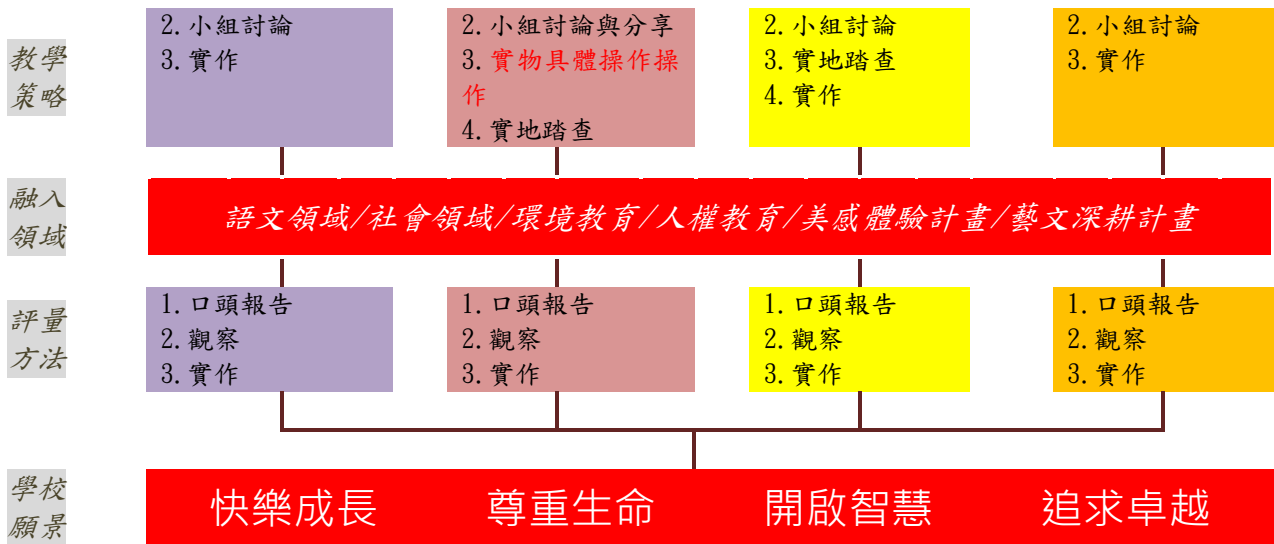 教學
策略
2.小組討論
3.實作
2.小組討論與分享
3.實物具體操作操
作
4.實地踏查
2.小組討論
3.實地踏查
4.實作
2.小組討論
3.實作
融入
領域
語文領域/社會領域/環境教育/人權教育/美感體驗計畫/藝文深耕計畫
評量
方法
1.口頭報告
2.觀察
3.實作
1.口頭報告
2.觀察
3.實作
1.口頭報告
2.觀察
3.實作
1.口頭報告
2.觀察
3.實作
學校
願景
快樂成長 尊重生命 開啟智慧 追求卓越